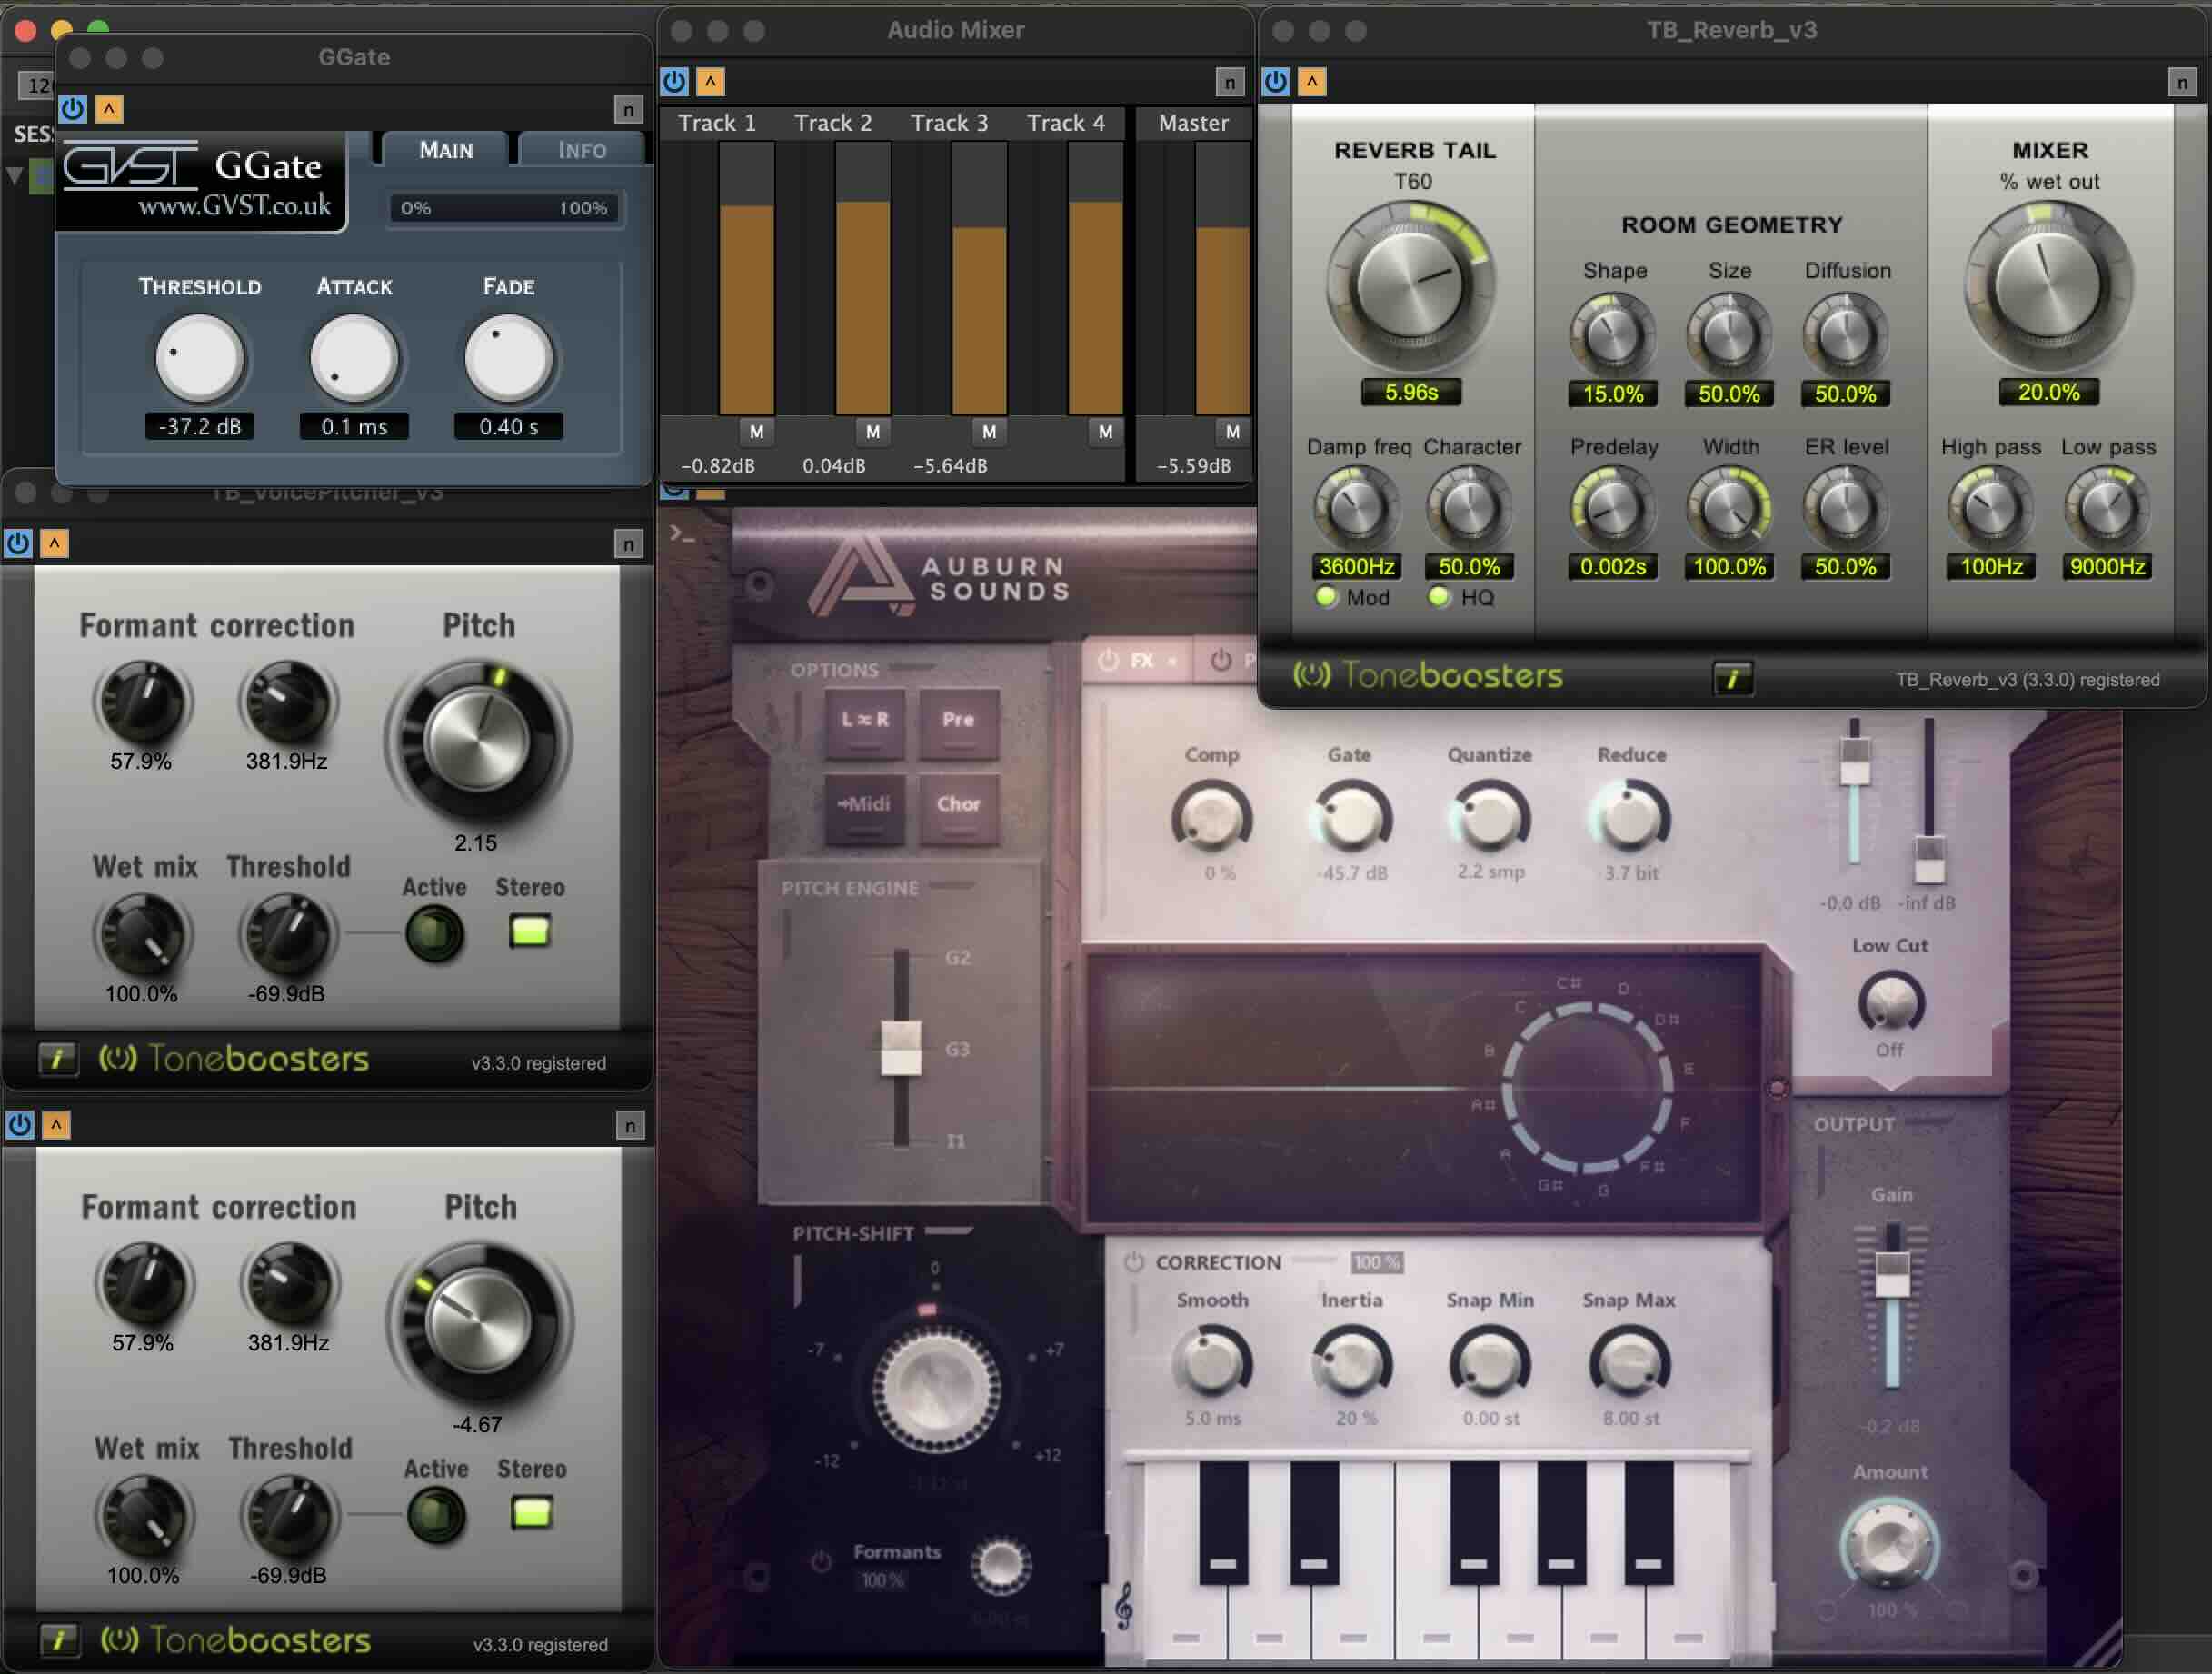 GGate
Audio Mixer
TB_Reverb_v3
n
n
n
SES
GVST GGate
www.GVST.co.uk
MAIN INFO
0% 100%
THRESHOLD ATTACK FADE
-37.2 dB 0.1 ms 0.40 s
Track 1 Track 2 Track 3 Track 4 Master
M M M M M
-0.82dB 0.04dB -5.64dB -5.59dB
REVERB TAIL
T60
5.96s
Damp freq Character
3600Hz 50.0%
Mod HQ
ROOM GEOMETRY
Shape Size Diffusion
15.0% 50.0% 50.0%
Predelay Width ER level
0.002s 100.0% 50.0%
MIXER
% wet out
20.0%
High pass Low pass
100Hz 9000Hz
Toneboosters
i
TB_Reverb_v3 (3.3.0) registered
TB_VoicePitcher_v3
n
Formant correction Pitch
57.9% 381.9Hz
2.15
Wet mix Threshold Active Stereo
100.0% -69.9dB
i Toneboosters v3.3.0 registered
n
Formant correction Pitch
57.9% 381.9Hz
-4.67
Wet mix Threshold Active Stereo
100.0% -69.9dB
i Toneboosters v3.3.0 registered
>_
AUBURN
SOUNDS
OPTIONS
L≈R Pre
Midi Chor
FX
PITCH ENGINE
G2
G3
I1
Comp Gate Quantize Reduce
0 % -45.7 dB 2.2 smp 3.7 bit
-0.0 dB -inf dB
Low Cut
Off
C# D D# E F F# G G# A A# B C
PITCH-SHIFT
0
-7 +7
-12 +12
Formants
100 %
CORRECTION 100 %
Smooth Inertia Snap Min Snap Max
5.0 ms 20 % 0.00 st 8.00 st
OUTPUT
Gain
-0.2 dB
Amount
100 %